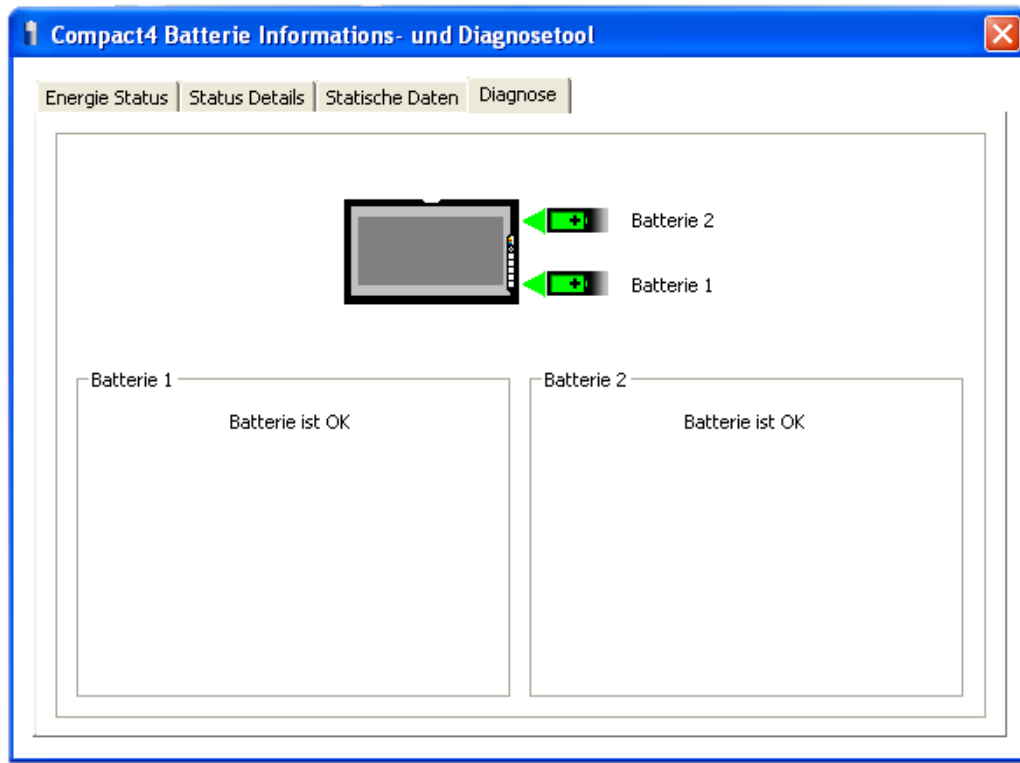 Compact4 Batterie Informations- und Diagnosetool
Energie Status
Status Details
Statische Daten
Diagnose
Batterie 2
Batterie 1
Batterie 1
Batterie ist OK
Batterie 2
Batterie ist OK